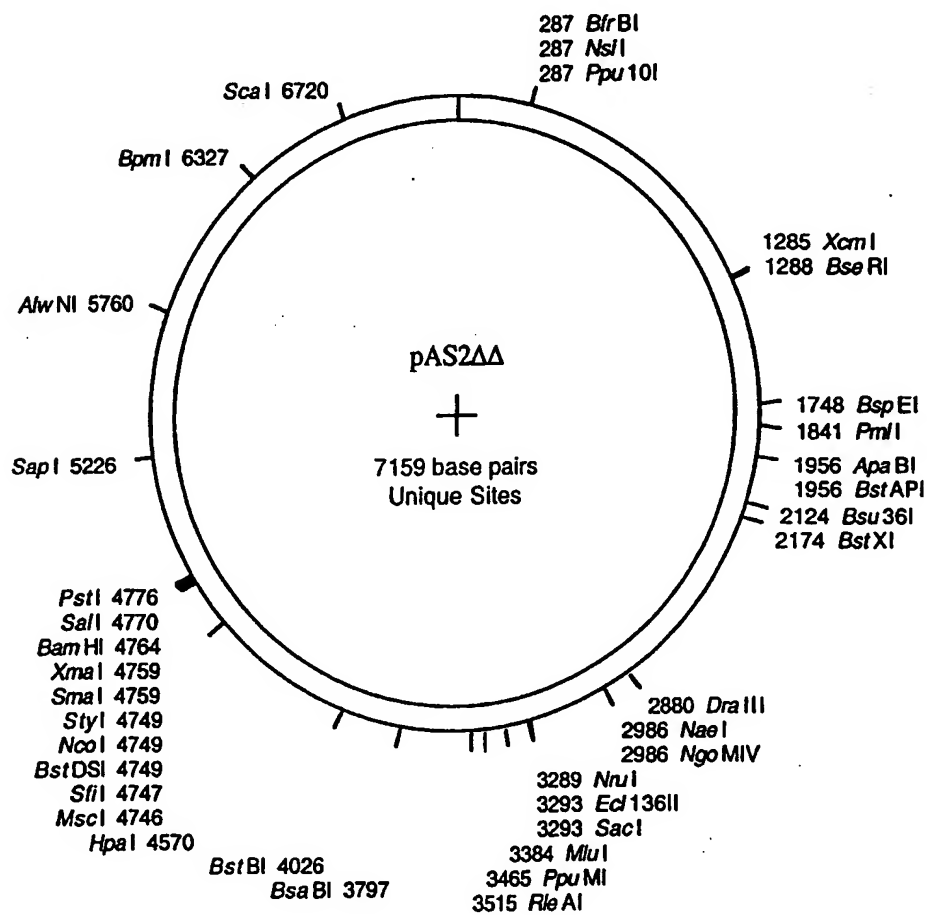 287 BfrBI
287 NsiI
287 Ppu10I
ScaI 6720
BpmI 6327
1285 XcmI
1288 BseRI
AlwNI 5760
pAS2ΔΔ
7159 base pairs
Unique Sites
1748 BspEI
1841 PmlI
1956 ApaBI
1956 BstAPI
2124 Bsu36I
2174 BstXI
SapI 5226
PstI 4776
SalI 4770
BamHI 4764
XmaI 4759
SmaI 4759
StyI 4749
NcoI 4749
BstDSI 4749
SfiI 4747
MscI 4746
HpaI 4570
BstBI 4026
BsaBI 3797
2880 DraIII
2986 NaeI
2986 NgoMIV
3289 NruI
3293 Ecl136II
3293 SacI
3384 MluI
3465 PpuMI
3515 RleAI